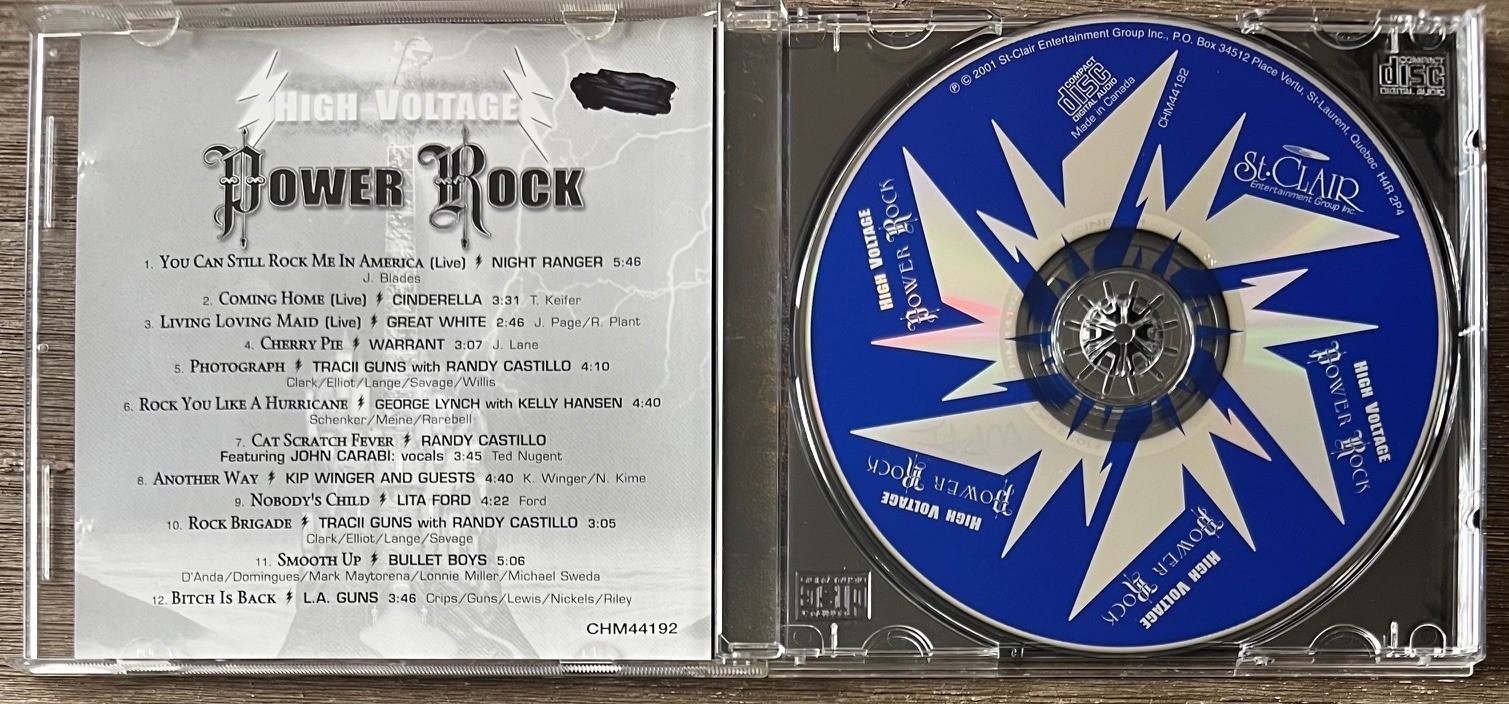 HIGH VOLTAGE
POWER ROCK
1. YOU CAN STILL ROCK ME IN AMERICA (Live) NIGHT RANGER 5:46
J. Blades
2. COMING HOME (Live) CINDERELLA 3:31 T. Keifer
3. LIVING LOVING MAID (Live) GREAT WHITE 2:46 J. Page/R. Plant
4. CHERRY PIE WARRANT 3:07 J. Lane
5. PHOTOGRAPH TRACII GUNS with RANDY CASTILLO 4:10
Clark/Elliot/Lange/Savage/Willis
6. ROCK YOU LIKE A HURRICANE GEORGE LYNCH with KELLY HANSEN 4:40
Schenker/Meine/Rarebell
7. CAT SCRATCH FEVER RANDY CASTILLO
Featuring JOHN CARABI: vocals 3:45 Ted Nugent
8. ANOTHER WAY KIP WINGER AND GUESTS 4:40 K. Winger/N. Kime
9. NOBODY'S CHILD LITA FORD 4:22 Ford
10. ROCK BRIGADE TRACII GUNS with RANDY CASTILLO 3:05
Clark/Elliot/Lange/Savage
11. SMOOTH UP BULLET BOYS 5:06
D'Anda/Domingues/Mark Maytorena/Lonnie Miller/Michael Sweda
12. BITCH IS BACK L.A. GUNS 3:46 Crips/Guns/Lewis/Nickels/Riley
CHM44192
℗ © 2001 St-Clair Entertainment Group Inc., P.O. Box 34512 Place Vertu, St-Laurent, Quebec H4R 2P4
COMPACT
disc
DIGITAL AUDIO
Made in Canada
CHM44192
ST·CLAIR
Entertainment Group Inc.
HIGH VOLTAGE
POWER ROCK
HIGH VOLTAGE
POWER ROCK
HIGH VOLTAGE
POWER ROCK
HIGH VOLTAGE
POWER ROCK
COMPACT
disc
DIGITAL AUDIO